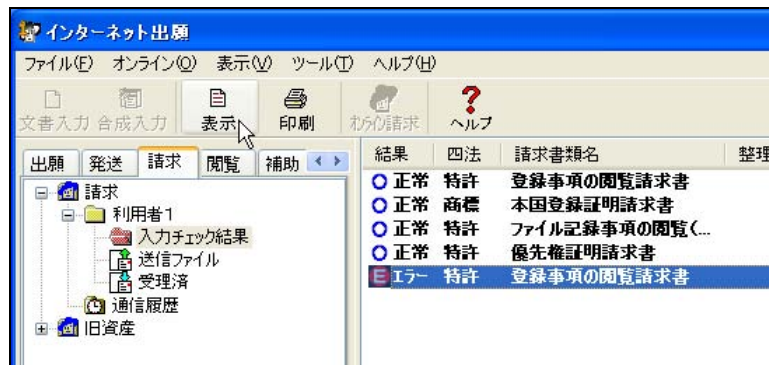 インターネット出願
ファイル(F) オンライン(O) 表示(V) ツール(T) ヘルプ(H)
文書入力 合成入力 表示 印刷 オンライン請求 ヘルプ
出願 発送 請求 閲覧 補助
請求
利用者1
入力チェック結果
送信ファイル
受理済
通信履歴
旧資産
結果 四法 請求書類名 整理
正常 特許 登録事項の閲覧請求書
正常 商標 本国登録証明請求書
正常 特許 ファイル記録事項の閲覧(...
正常 特許 優先権証明請求書
E エラー 特許 登録事項の閲覧請求書